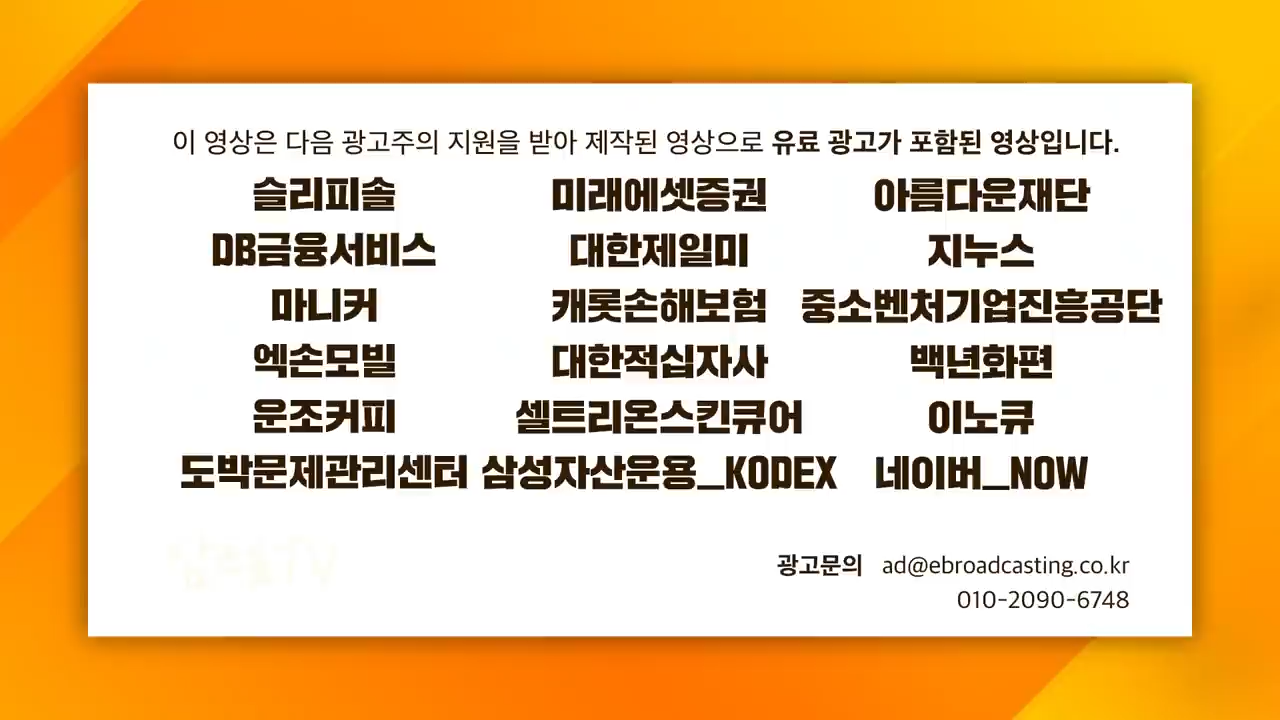 이 영상은 다음 광고주의 지원을 받아 제작된 영상으로 유료 광고가 포함된 영상입니다.
슬리피솔 미래에셋증권 아름다운재단
DB금융서비스 대한제일미 지누스
마니커 캐롯손해보험 중소벤처기업진흥공단
엑손모빌 대한적십자사 백년화편
운조커피 셀트리온스킨큐어 이노큐
도박문제관리센터 삼성자산운용_KODEX 네이버_NOW
광고문의 ad@ebroadcasting.co.kr
010-2090-6748